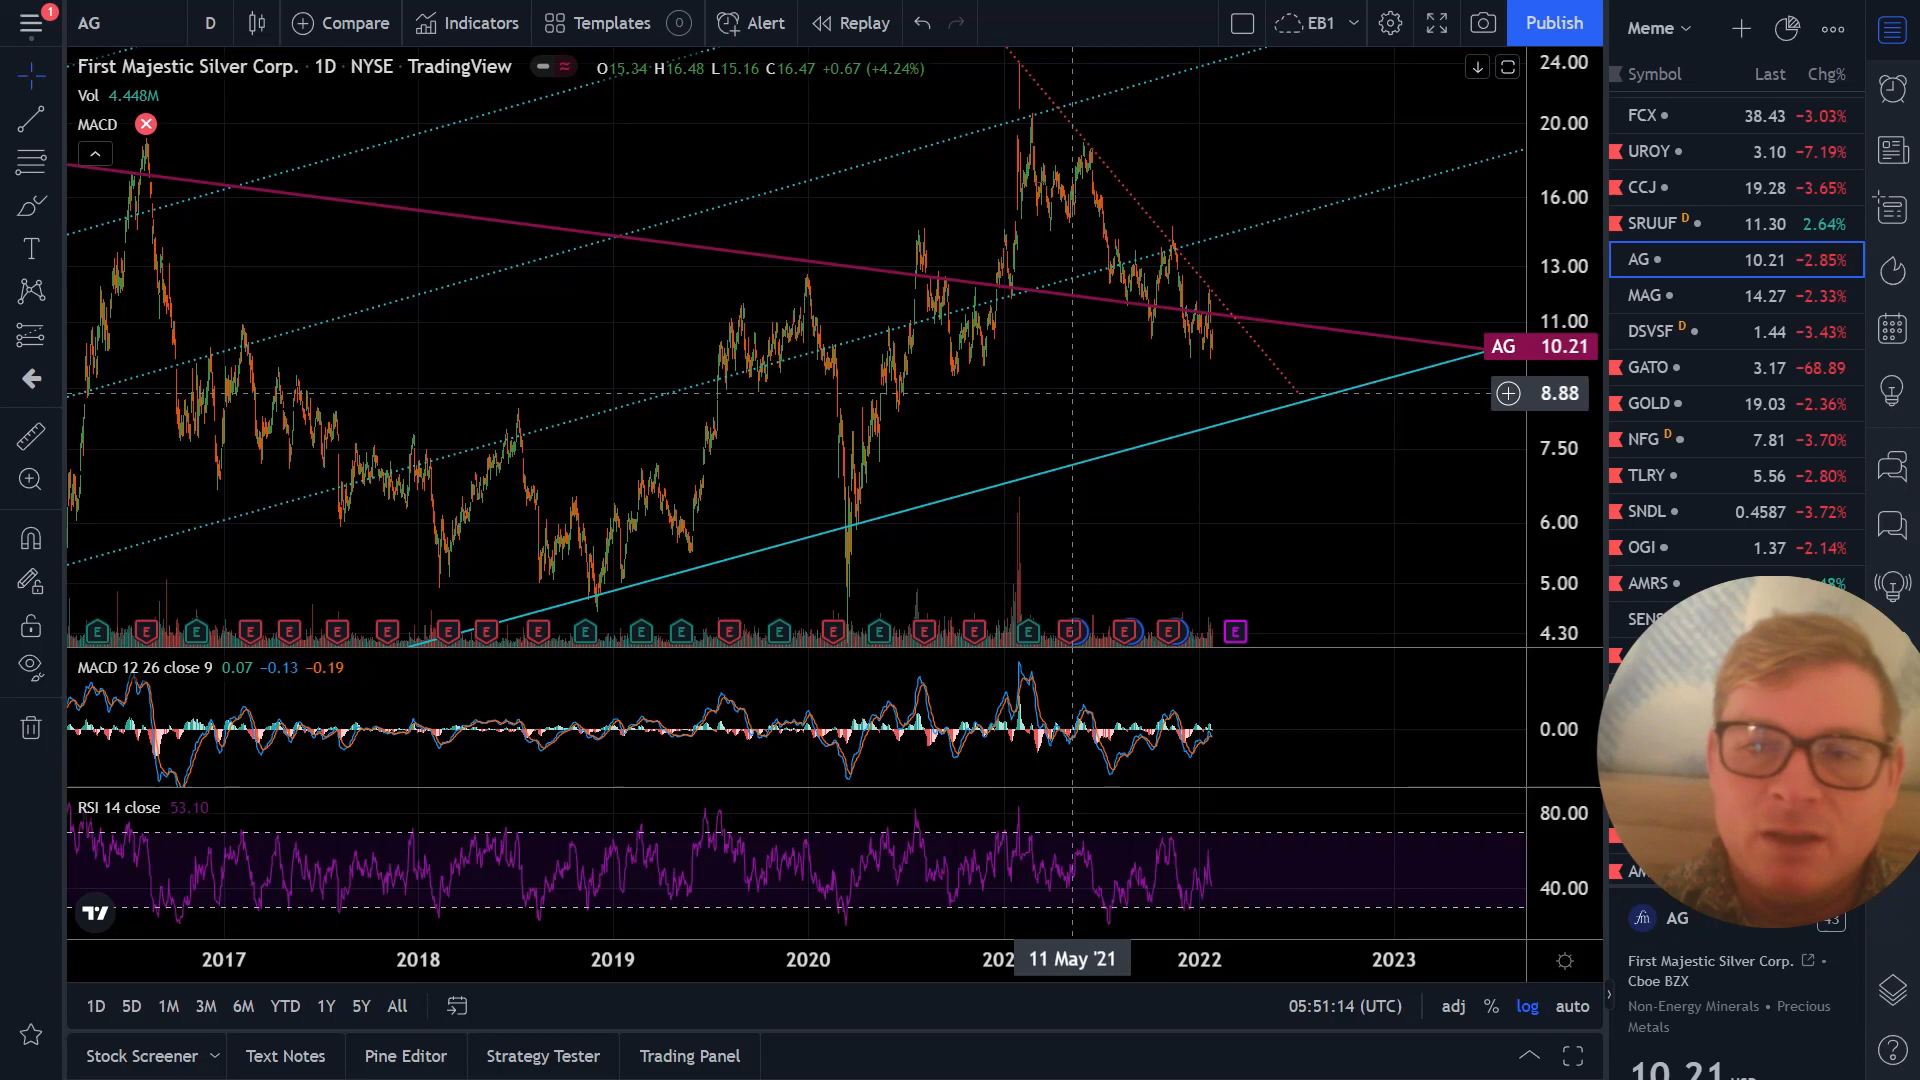 1
AG
D
Compare
Indicators
Templates
Alert
Replay
EB1
Publish
Meme
First Majestic Silver Corp. · 1D · NYSE · TradingView
O15.34 H16.48 L15.16 C16.47 +0.67 (+4.24%)
Vol 4.448M
MACD
24.00
20.00
16.00
13.00
11.00
AG 10.21
8.88
7.50
6.00
5.00
4.30
E E E E E E E E E E E E E E E E E E E E E E E E
MACD 12 26 close 9 0.07 −0.13 −0.19
0.00
RSI 14 close 53.10
80.00
40.00
2017 2018 2019 2020 11 May '21 2022 2023
1D 5D 1M 3M 6M YTD 1Y 5Y All
05:51:14 (UTC) adj % log auto
Stock Screener Text Notes Pine Editor Strategy Tester Trading Panel
Symbol Last Chg%
FCX 38.43 −3.03%
UROY 3.10 −7.19%
CCJ 19.28 −3.65%
SRUUF D 11.30 2.64%
AG 10.21 −2.85%
MAG 14.27 −2.33%
DSVSF D 1.44 −3.43%
GATO 3.17 −68.89
GOLD 19.03 −2.36%
NFG D 7.81 −3.70%
TLRY 5.56 −2.80%
SNDL 0.4587 −3.72%
OGI 1.37 −2.14%
AMRS
AG
First Majestic Silver Corp.
Cboe BZX
Non-Energy Minerals • Precious
Metals
10.21